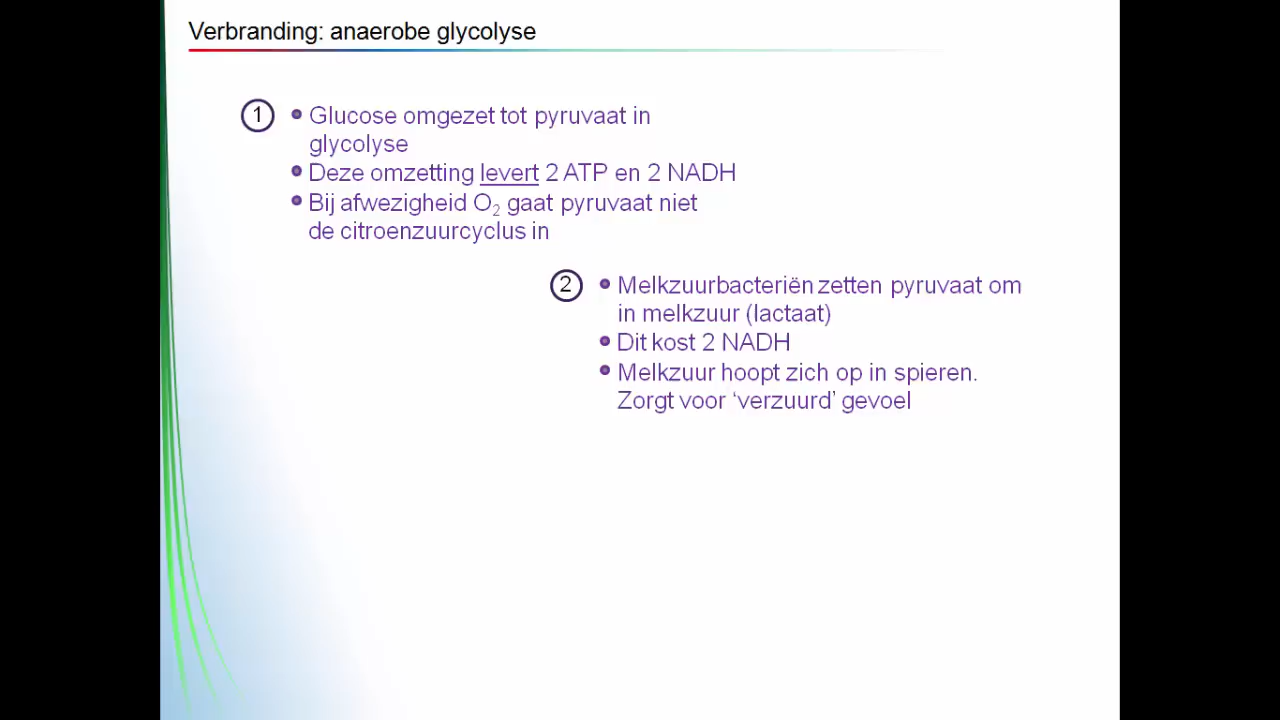 Verbranding: anaerobe glycolyse
1
• Glucose omgezet tot pyruvaat in
glycolyse
• Deze omzetting levert 2 ATP en 2 NADH
• Bij afwezigheid O₂ gaat pyruvaat niet
de citroenzuurcyclus in
2
• Melkzuurbacteriën zetten pyruvaat om
in melkzuur (lactaat)
• Dit kost 2 NADH
• Melkzuur hoopt zich op in spieren.
Zorgt voor ‘verzuurd’ gevoel